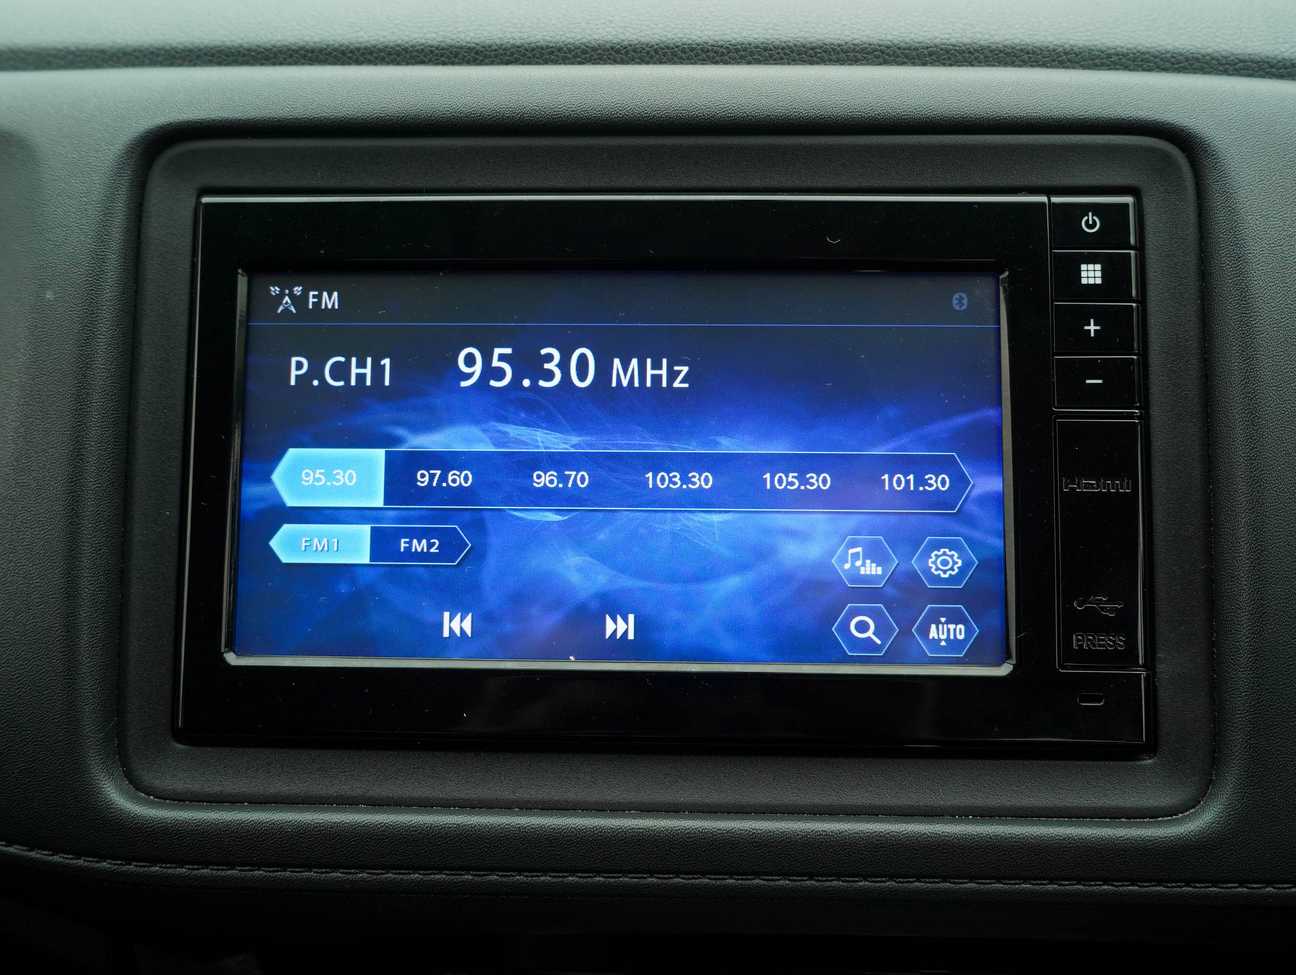 FM
P.CH1 95.30 MHz
95.30 97.60 96.70 103.30 105.30 101.30
FM1 FM2
AUTO
+
−
HDMI
PRESS